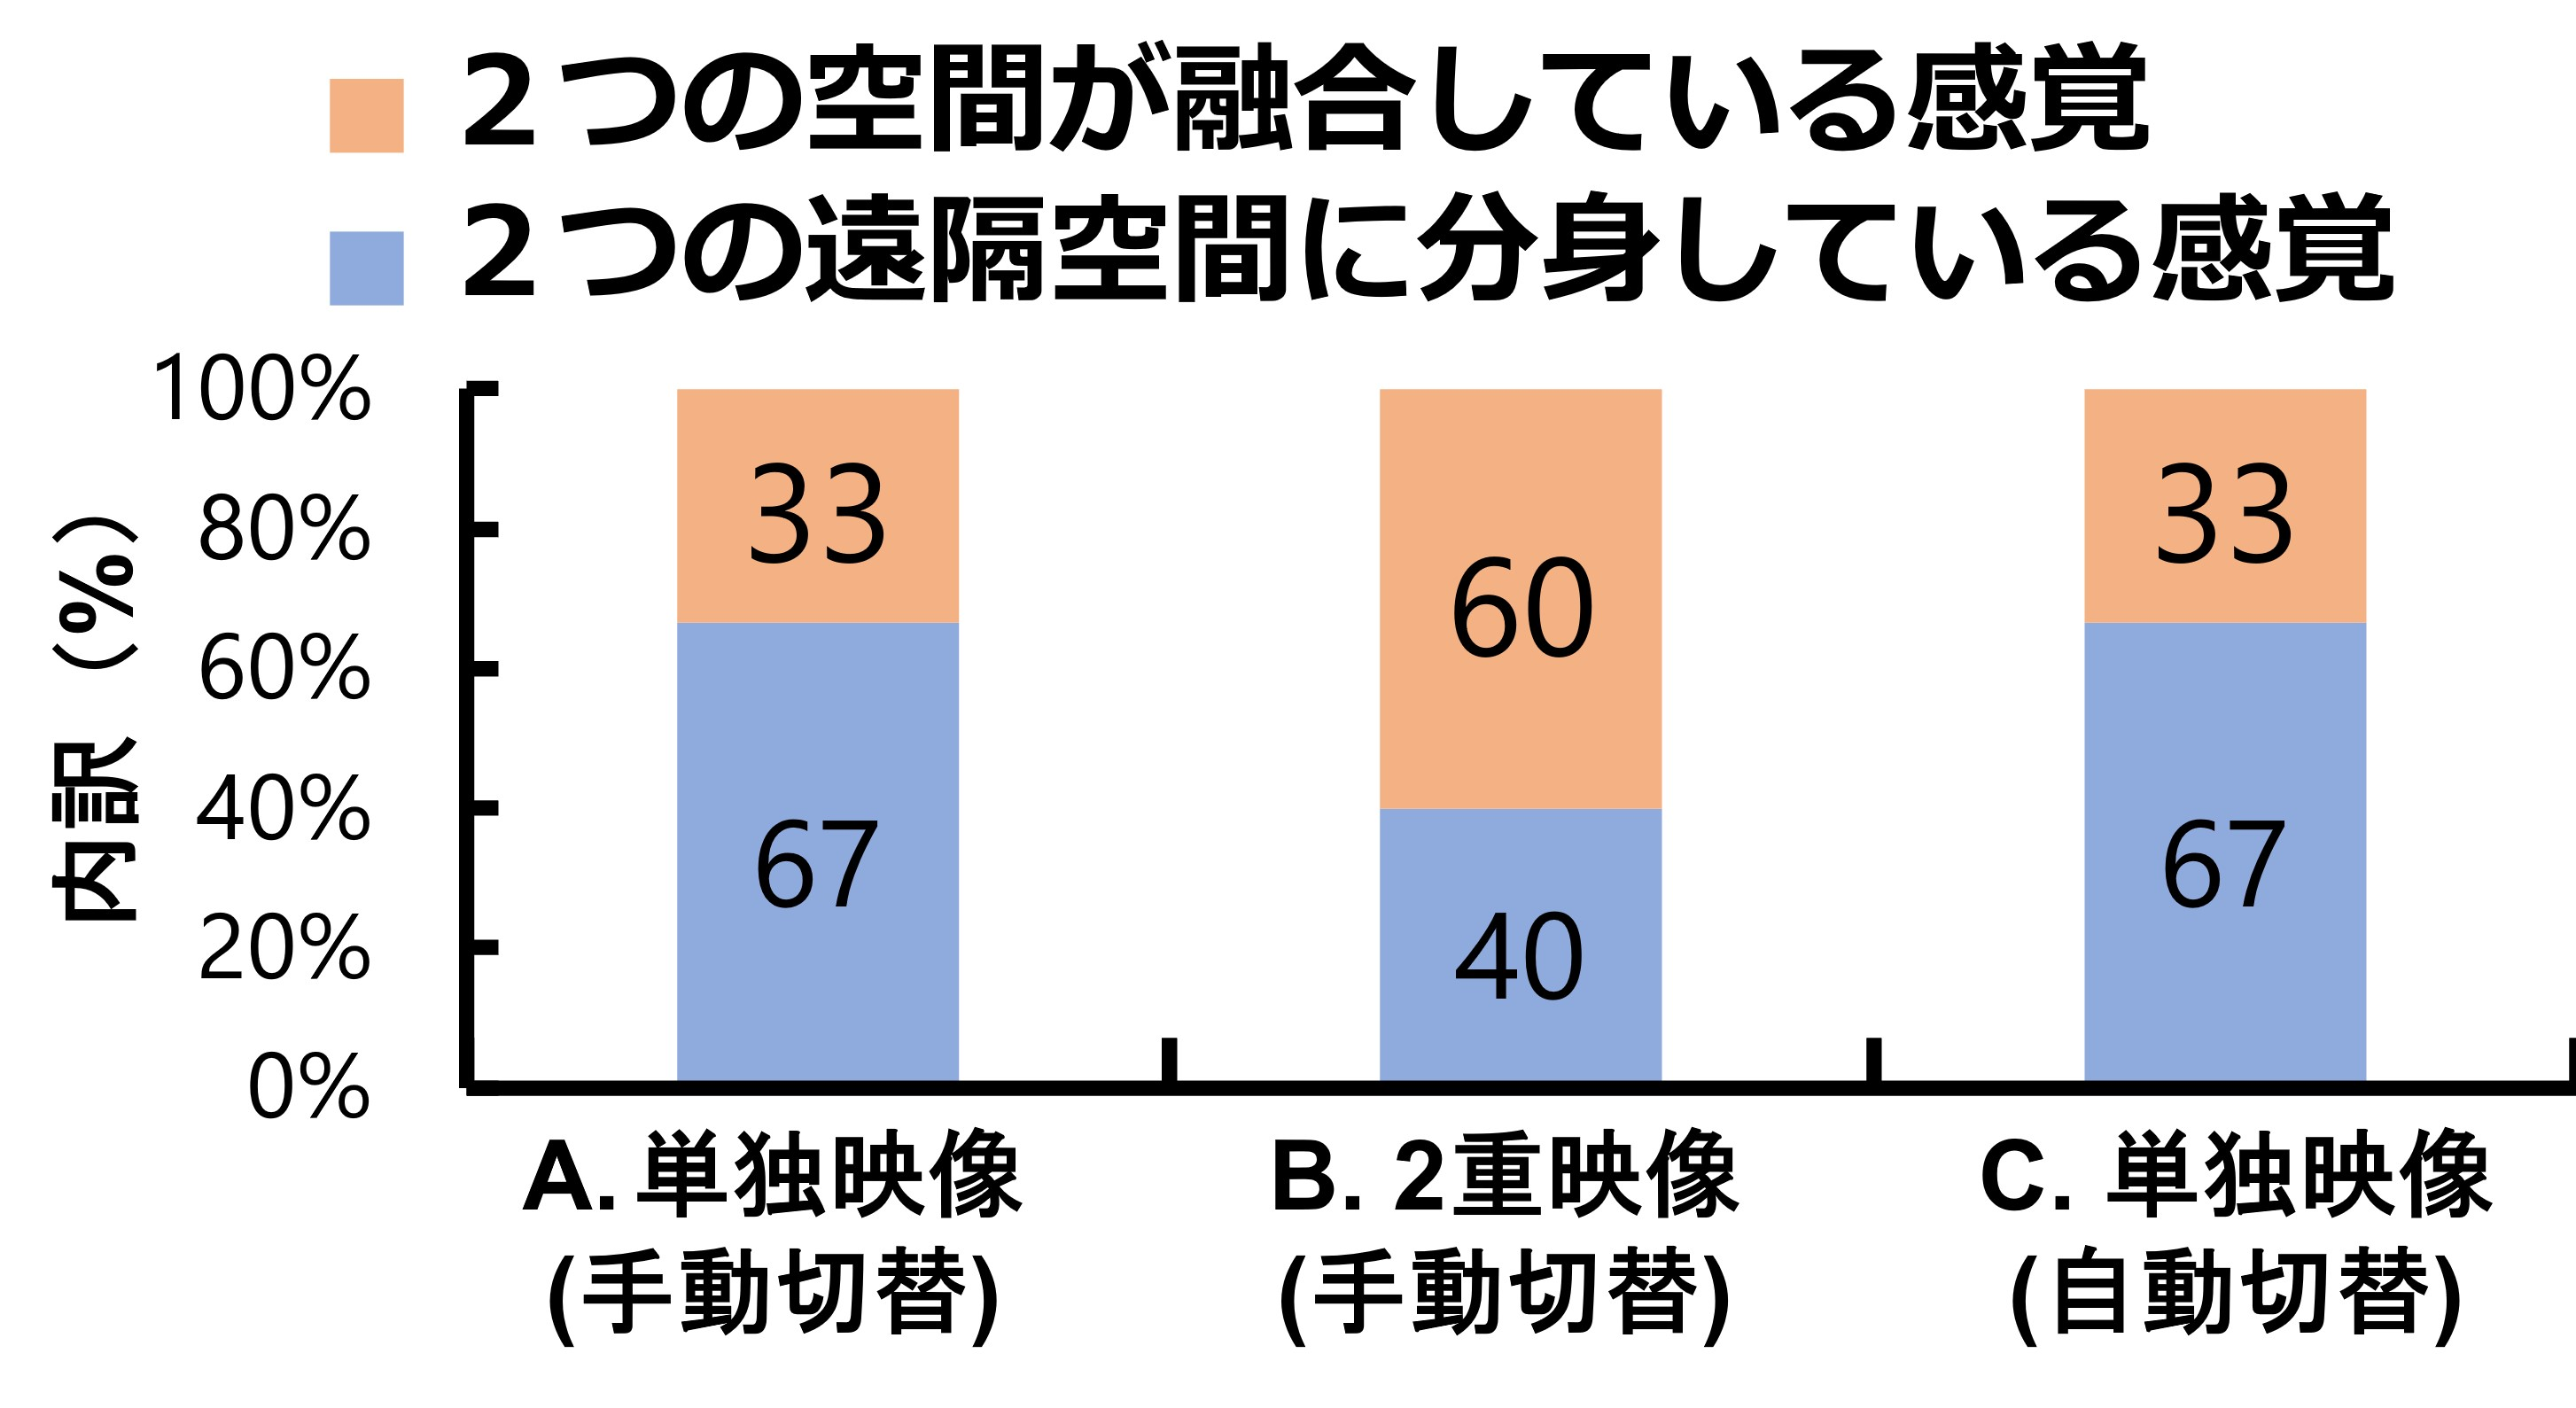 ２つの空間が融合している感覚
２つの遠隔空間に分身している感覚
内訳（%）
100%
80%
60%
40%
20%
0%
33
67
60
40
33
67
A. 単独映像
(手動切替)
B. 2重映像
(手動切替)
C. 単独映像
(自動切替)